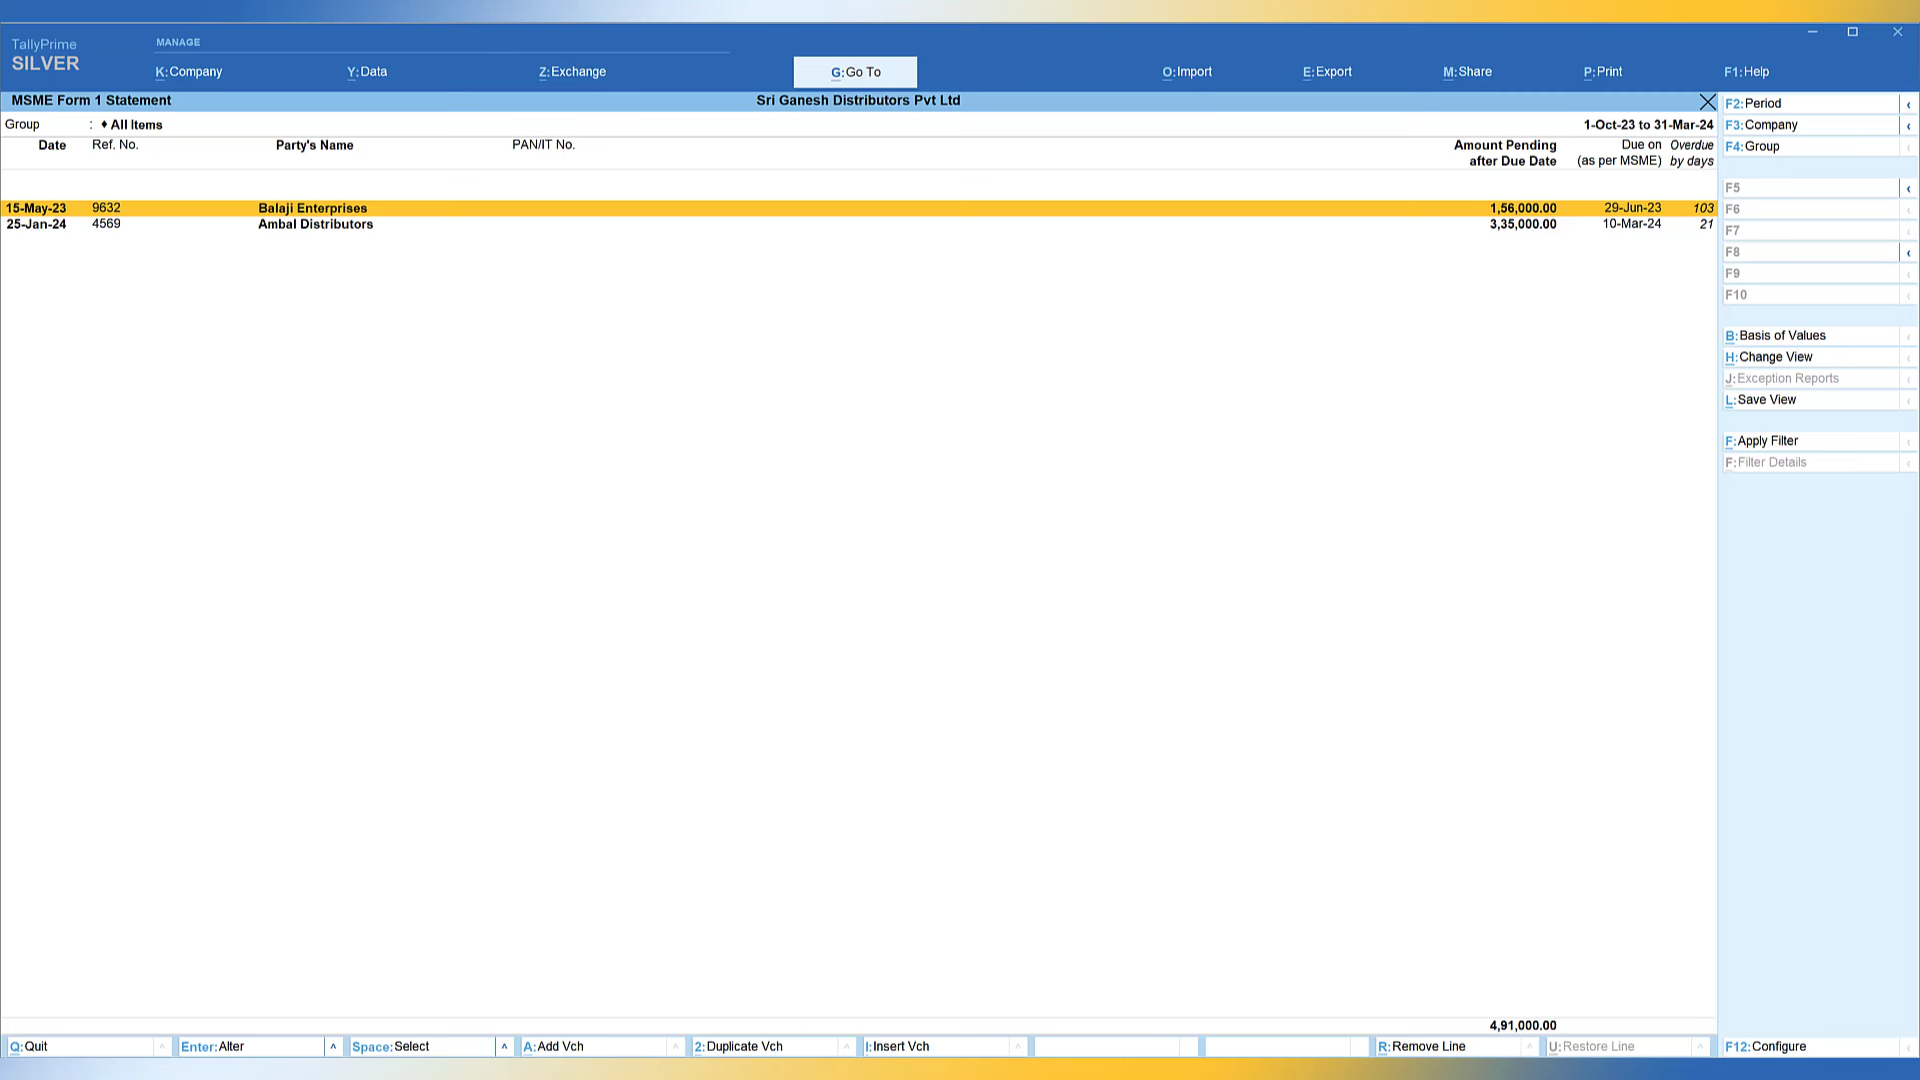 TallyPrime
SILVER
MANAGE
K:Company
Y:Data
Z:Exchange
G:Go To
O:Import
E:Export
M:Share
P:Print
F1:Help
MSME Form 1 Statement
Sri Ganesh Distributors Pvt Ltd
Group : ♦ All Items
1-Oct-23 to 31-Mar-24
Date Ref. No. Party's Name PAN/IT No. Amount Pending Due on Overdue
after Due Date (as per MSME) by days
15-May-23 9632 Balaji Enterprises 1,56,000.00 29-Jun-23 103
25-Jan-24 4569 Ambal Distributors 3,35,000.00 10-Mar-24 21
4,91,000.00
F2:Period
F3:Company
F4:Group
F5
F6
F7
F8
F9
F10
B:Basis of Values
H:Change View
J:Exception Reports
L:Save View
F:Apply Filter
F:Filter Details
Q:Quit
Enter:Alter
Space:Select
A:Add Vch
2:Duplicate Vch
I:Insert Vch
R:Remove Line
U:Restore Line
F12:Configure